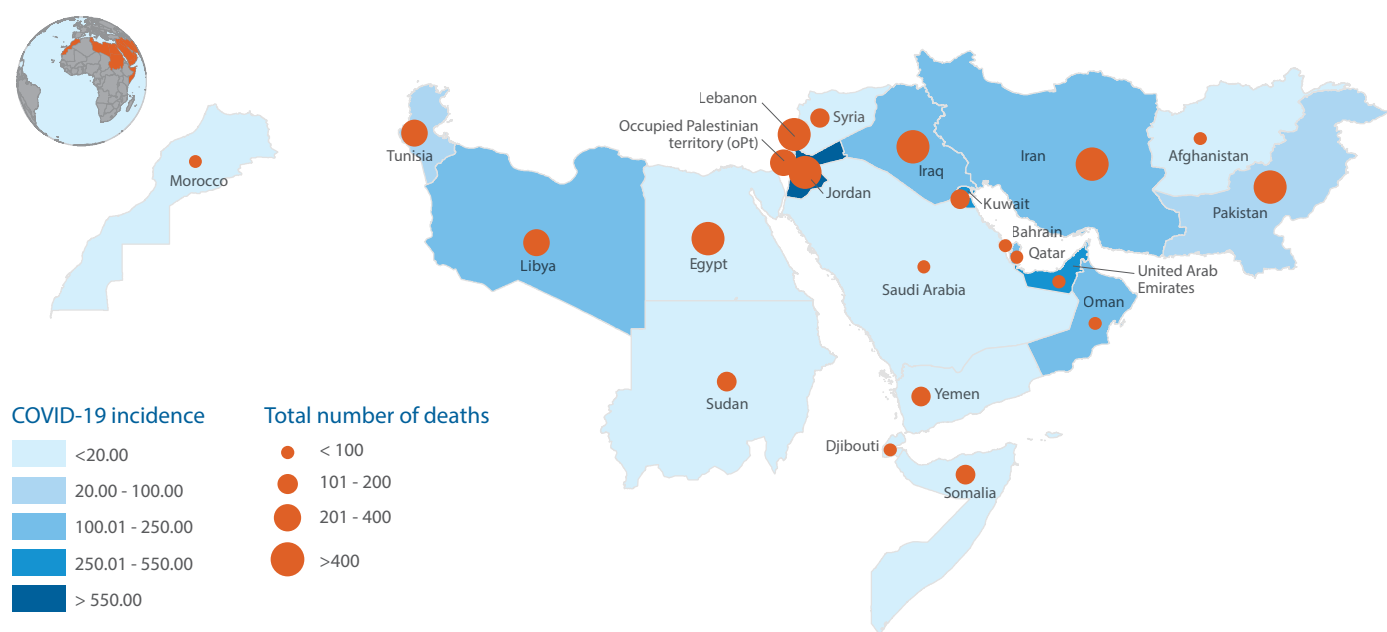 Lebanon
Syria
Occupied Palestinian
territory (oPt)
Tunisia
Morocco
Iraq
Iran
Afghanistan
Jordan
Kuwait
Pakistan
Bahrain
Qatar
Libya
Egypt
United Arab
Emirates
Saudi Arabia
Oman
Sudan
Yemen
Djibouti
Somalia
COVID-19 incidence
<20.00
20.00 - 100.00
100.01 - 250.00
250.01 - 550.00
> 550.00
Total number of deaths
< 100
101 - 200
201 - 400
>400